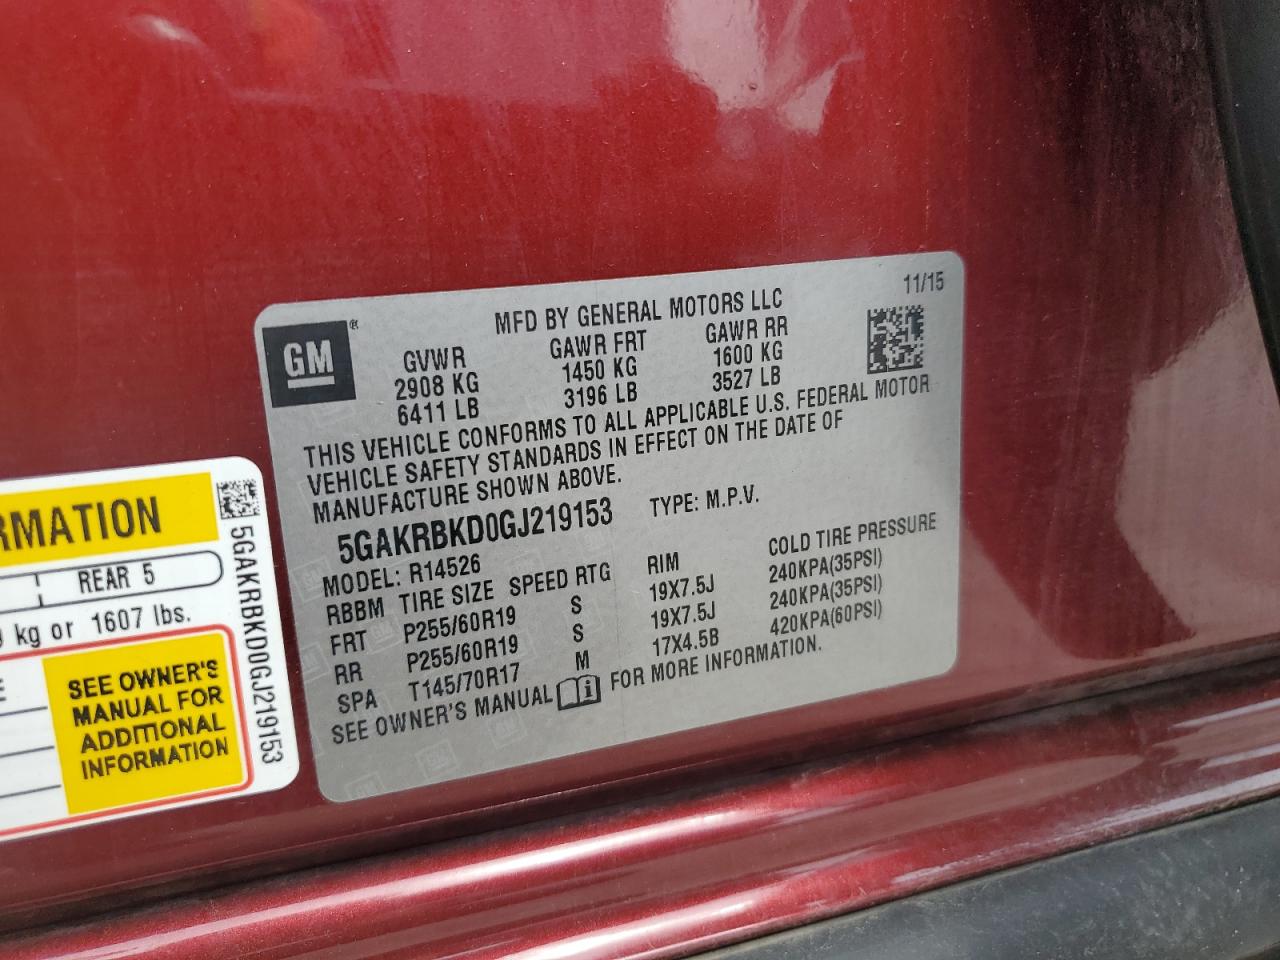 11/15
MFD BY GENERAL MOTORS LLC
GM®
GVWR GAWR FRT GAWR RR
2908 KG 1450 KG 1600 KG
6411 LB 3196 LB 3527 LB
THIS VEHICLE CONFORMS TO ALL APPLICABLE U.S. FEDERAL MOTOR
VEHICLE SAFETY STANDARDS IN EFFECT ON THE DATE OF
MANUFACTURE SHOWN ABOVE.
5GAKRBKD0GJ219153 TYPE: M.P.V.
MODEL: R14526
RBBM TIRE SIZE SPEED RTG RIM COLD TIRE PRESSURE
FRT P255/60R19 S 19X7.5J 240KPA(35PSI)
RR P255/60R19 S 19X7.5J 240KPA(35PSI)
SPA T145/70R17 M 17X4.5B 420KPA(60PSI)
SEE OWNER'S MANUAL FOR MORE INFORMATION.
RMATION
REAR 5
kg or 1607 lbs.
SEE OWNER'S
MANUAL FOR
ADDITIONAL
INFORMATION
5GAKRBKD0GJ219153